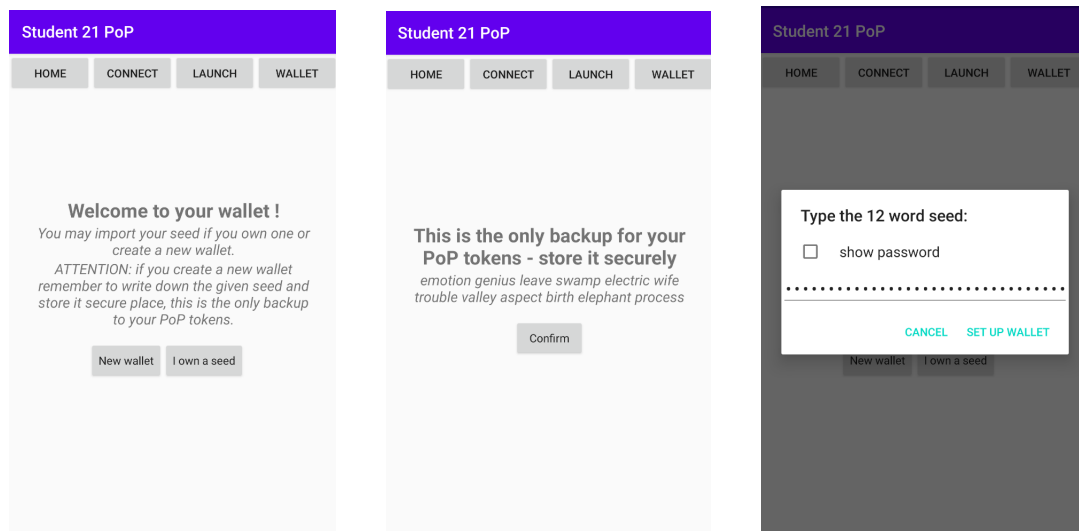 Student 21 PoP
HOME CONNECT LAUNCH WALLET
Welcome to your wallet !
You may import your seed if you own one or
create a new wallet.
ATTENTION: if you create a new wallet
remember to write down the given seed and
store it secure place, this is the only backup
to your PoP tokens.
New wallet I own a seed
Student 21 PoP
HOME CONNECT LAUNCH WALLET
This is the only backup for your
PoP tokens - store it securely
emotion genius leave swamp electric wife
trouble valley aspect birth elephant process
Confirm
Student 21 PoP
HOME CONNECT LAUNCH WALLET
Type the 12 word seed:
show password
CANCEL SET UP WALLET
New wallet I own a seed